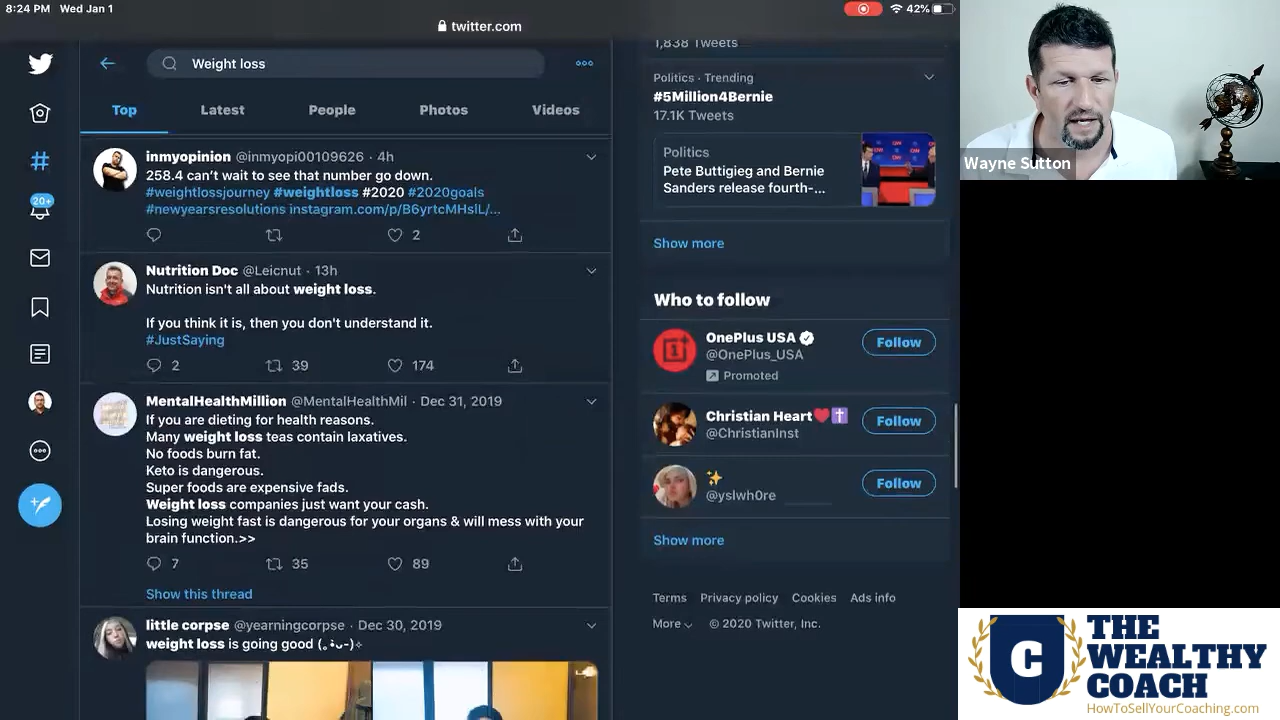 8:24 PM Wed Jan 1
42%
twitter.com
Weight loss
Top Latest People Photos Videos
inmyopinion @inmyopi00109626 · 4h
258.4 can't wait to see that number go down.
#weightlossjourney #weightloss #2020 #2020goals
#newyearsresolutions instagram.com/p/B6yrtcMHslL/...
2
Nutrition Doc @Leicnut · 13h
Nutrition isn't all about weight loss.
If you think it is, then you don't understand it.
#JustSaying
2 39 174
MentalHealthMillion @MentalHealthMil · Dec 31, 2019
If you are dieting for health reasons.
Many weight loss teas contain laxatives.
No foods burn fat.
Keto is dangerous.
Super foods are expensive fads.
Weight loss companies just want your cash.
Losing weight fast is dangerous for your organs & will mess with your
brain function.>>
7 35 89
Show this thread
little corpse @yearningcorpse · Dec 30, 2019
weight loss is going good (｡•̀ᴗ-)✧
20+
1,838 Tweets
Politics · Trending
#5Million4Bernie
17.1K Tweets
Politics
Pete Buttigieg and Bernie
Sanders release fourth-...
Show more
Who to follow
OnePlus USA
@OnePlus_USA
Promoted
Follow
Christian Heart❤️✝️
@ChristianInst
Follow
✨
@yslwh0re
Follow
Show more
Terms Privacy policy Cookies Ads info
More © 2020 Twitter, Inc.
Wayne Sutton
C
THE
WEALTHY
COACH
HowToSellYourCoaching.com